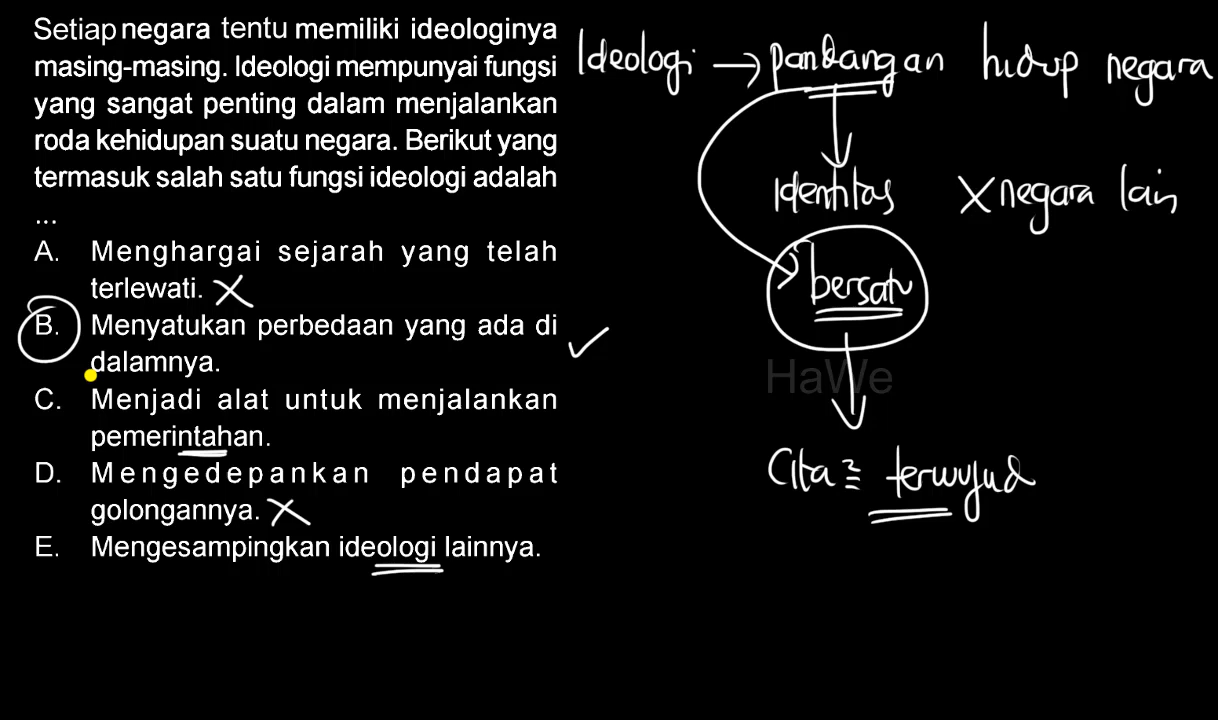 Setiap negara tentu memiliki ideologinya
masing-masing. Ideologi mempunyai fungsi
yang sangat penting dalam menjalankan
roda kehidupan suatu negara. Berikut yang
termasuk salah satu fungsi ideologi adalah
...
A. Menghargai sejarah yang telah
terlewati. X
B. Menyatukan perbedaan yang ada di
dalamnya.
C. Menjadi alat untuk menjalankan
pemerintahan.
D. Mengedepankan pendapat
golongannya. X
E. Mengesampingkan ideologi lainnya.
Ideologi → pandangan hidup negara
Identitas X negara lain
bersatu
HaWe
Cita² terwujud